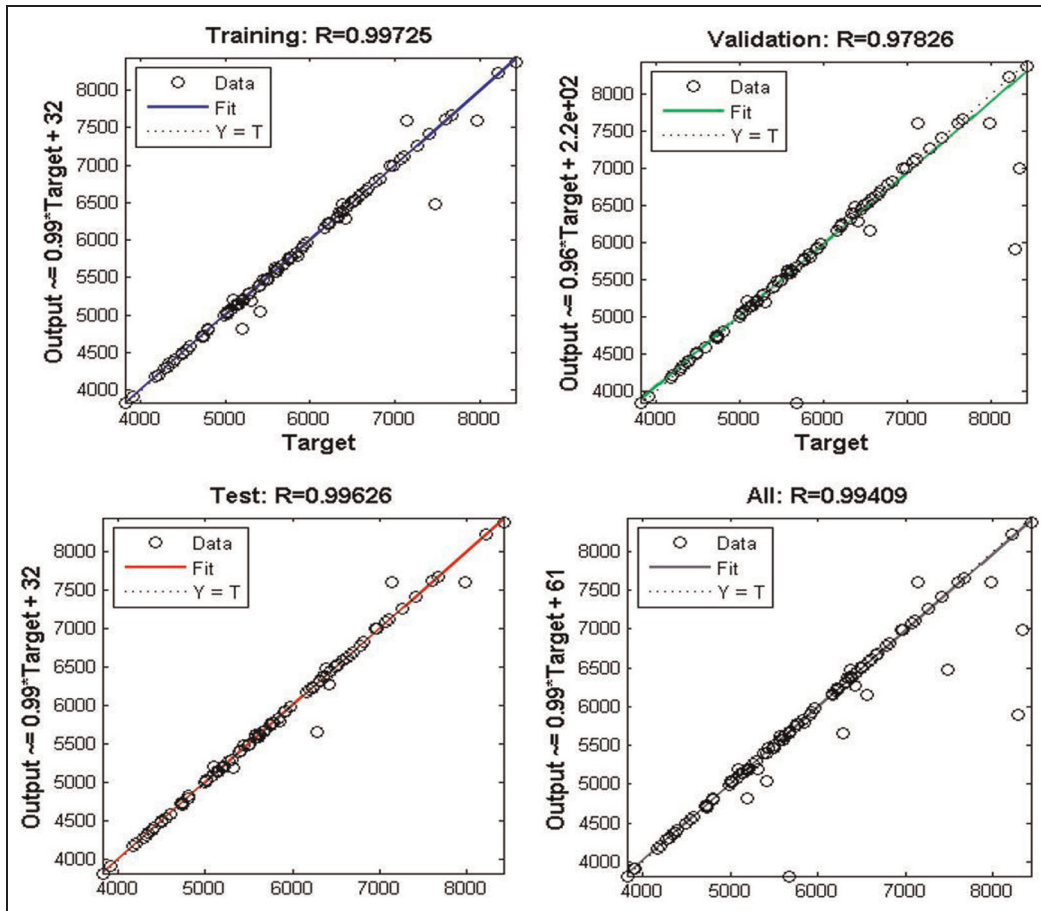 Training: R=0.99725
Output ~= 0.99*Target + 32
Data
Fit
Y = T
8000
7500
7000
6500
6000
5500
5000
4500
4000
4000 5000 6000 7000 8000
Target
Validation: R=0.97826
Output ~= 0.96*Target + 2.2e+02
Data
Fit
Y = T
8000
7500
7000
6500
6000
5500
5000
4500
4000
4000 5000 6000 7000 8000
Target
Test: R=0.99626
Output ~= 0.99*Target + 32
Data
Fit
Y = T
8000
7500
7000
6500
6000
5500
5000
4500
4000
4000 5000 6000 7000 8000
All: R=0.99409
Output ~= 0.99*Target + 61
Data
Fit
Y = T
8000
7500
7000
6500
6000
5500
5000
4500
4000
4000 5000 6000 7000 8000